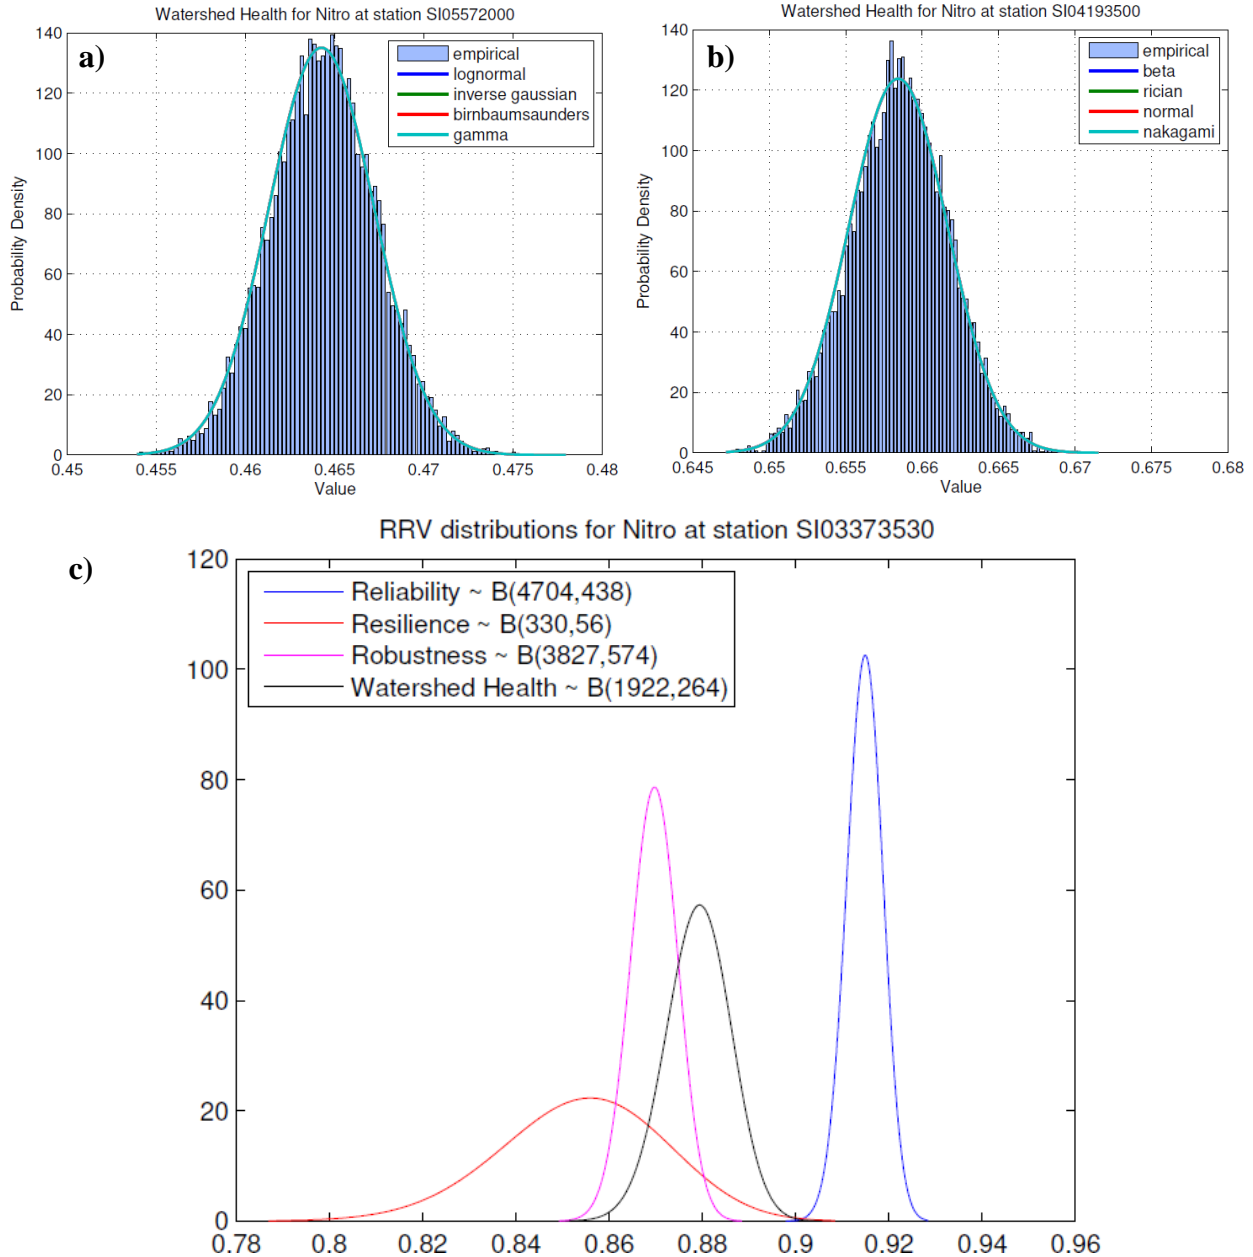 Watershed Health for Nitro at station SI05572000
a)
140
120
100
80
60
40
20
0
Probability Density
empirical
lognormal
inverse gaussian
birnbaumsaunders
gamma
0.45 0.455 0.46 0.465 0.47 0.475 0.48
Value
Watershed Health for Nitro at station SI04193500
b)
140
120
100
80
60
40
20
0
Probability Density
empirical
beta
rician
normal
nakagami
0.645 0.65 0.655 0.66 0.665 0.67 0.675 0.68
Value
RRV distributions for Nitro at station SI03373530
c)
120
100
80
60
40
20
0
Reliability ~ B(4704,438)
Resilience ~ B(330,56)
Robustness ~ B(3827,574)
Watershed Health ~ B(1922,264)
0.78 0.8 0.82 0.84 0.86 0.88 0.9 0.92 0.94 0.96